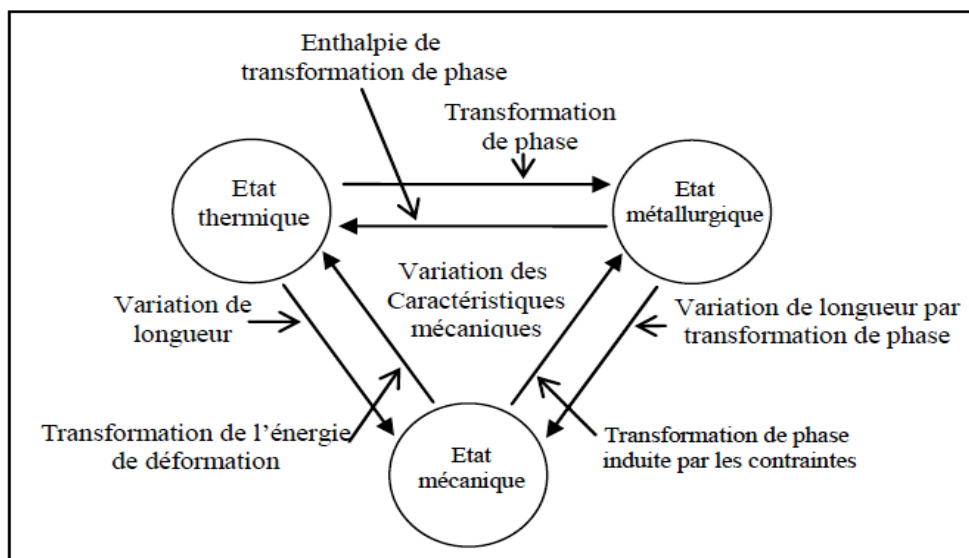 Enthalpie de
transformation de phase
Transformation
de phase
Etat
thermique
Etat
métallurgique
Variation de
longueur
Variation des
Caractéristiques
mécaniques
Variation de longueur par
transformation de phase
Transformation de l'énergie
de déformation
Etat
mécanique
Transformation de phase
induite par les contraintes